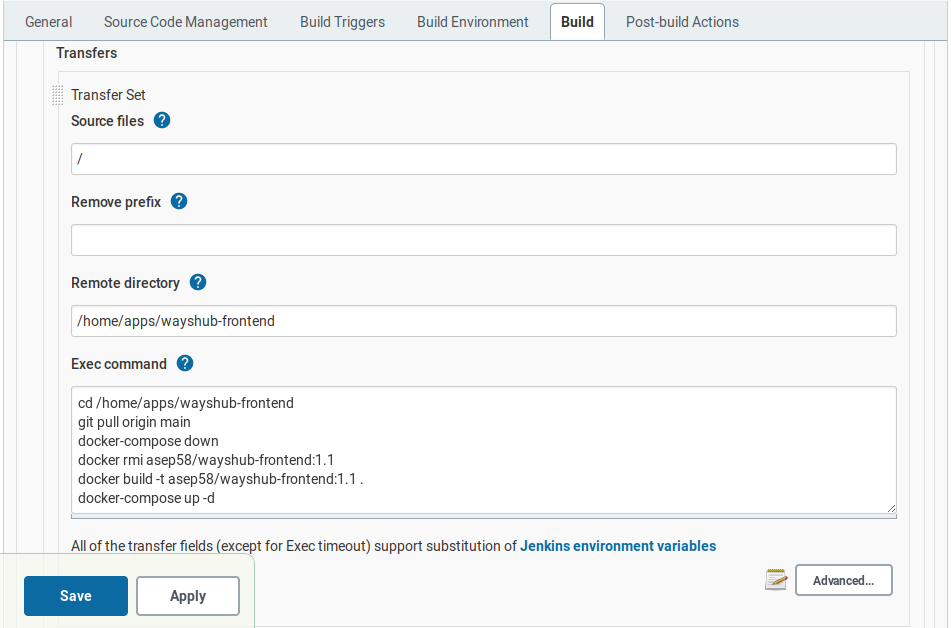 General Source Code Management Build Triggers Build Environment Build Post-build Actions
Transfers
Transfer Set
Source files ?
/
Remove prefix ?
Remote directory ?
/home/apps/wayshub-frontend
Exec command ?
cd /home/apps/wayshub-frontend
git pull origin main
docker-compose down
docker rmi asep58/wayshub-frontend:1.1
docker build -t asep58/wayshub-frontend:1.1 .
docker-compose up -d
All of the transfer fields (except for Exec timeout) support substitution of Jenkins environment variables
Advanced...
Save Apply